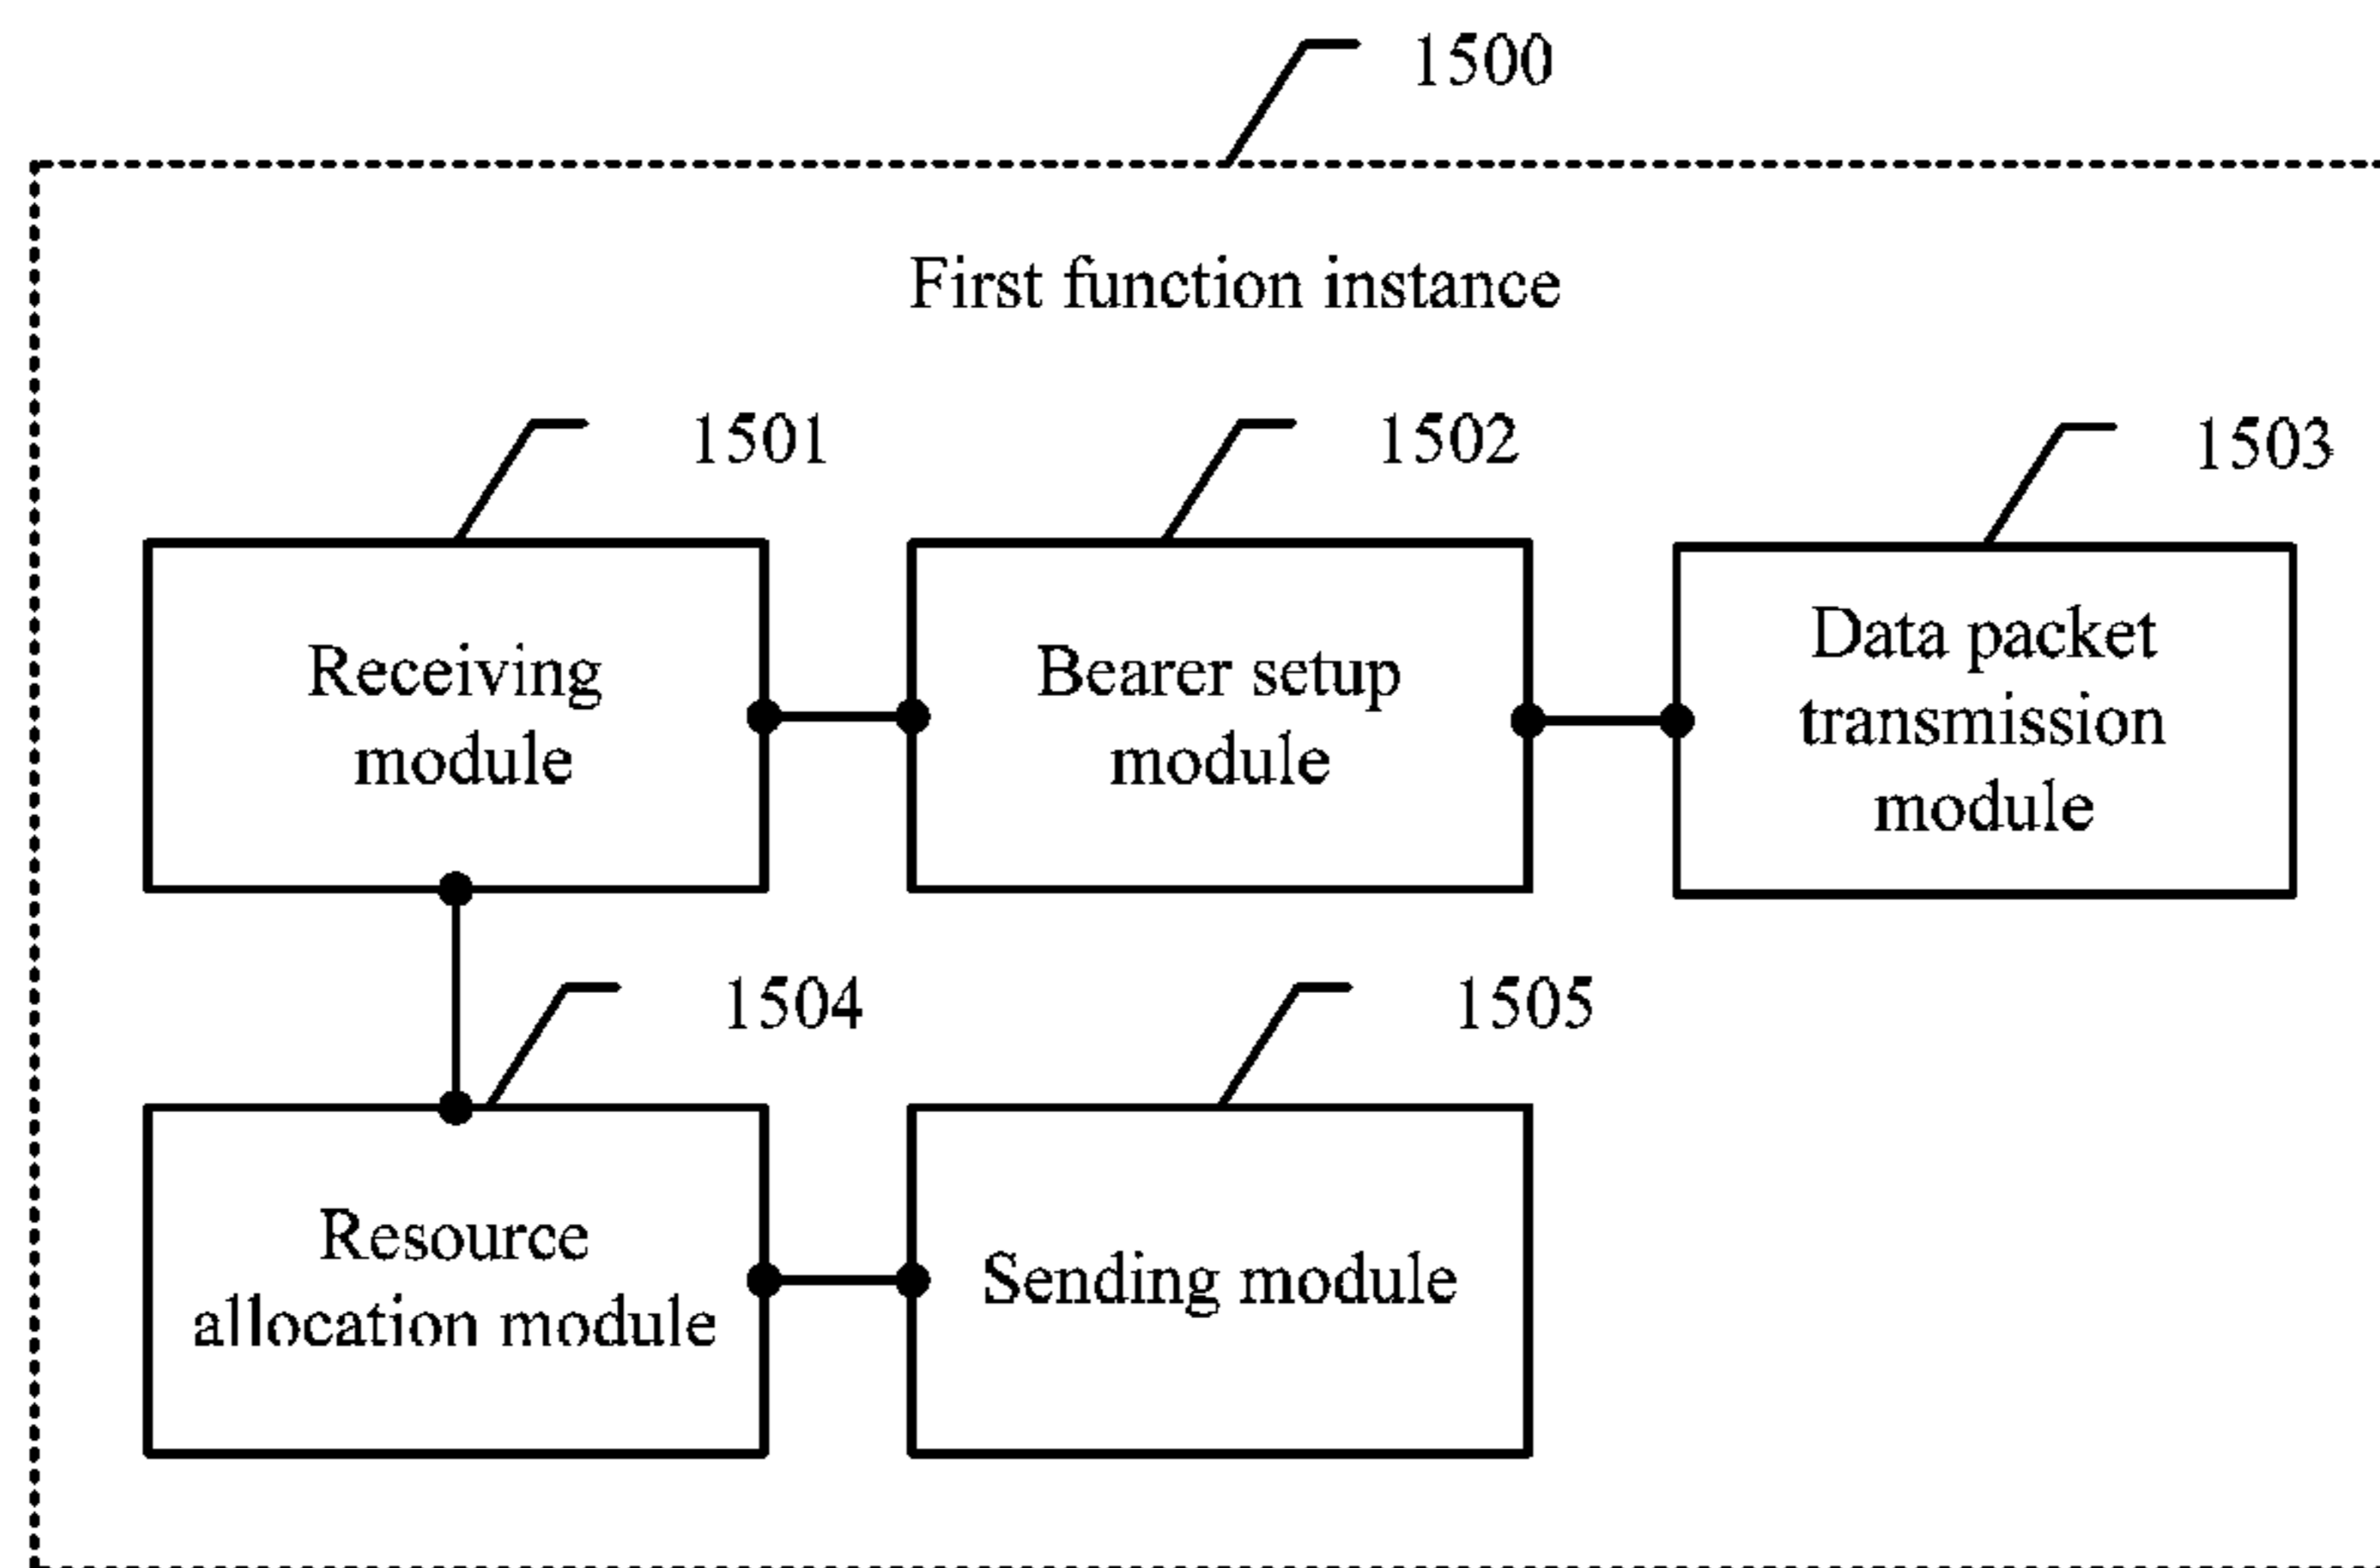 1500
First function instance
1501
1502
1503
Receiving
module
Bearer setup
module
Data packet
transmission
module
1504
1505
Resource
allocation module
Sending module